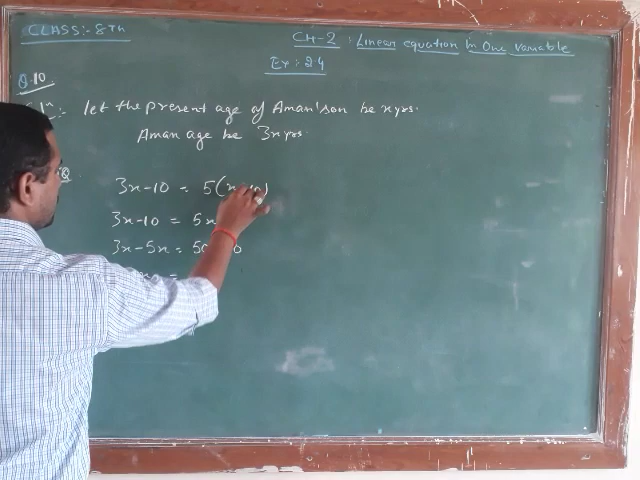 CLASS:- 8Th
CH-2 : Linear equation in One variable
Ex : 2.4
Q.10
let the present age of Aman'son be x yrs.
Aman age be 3x yrs.
3x-10 = 5(
3x-10 = 5x
3x-5x =